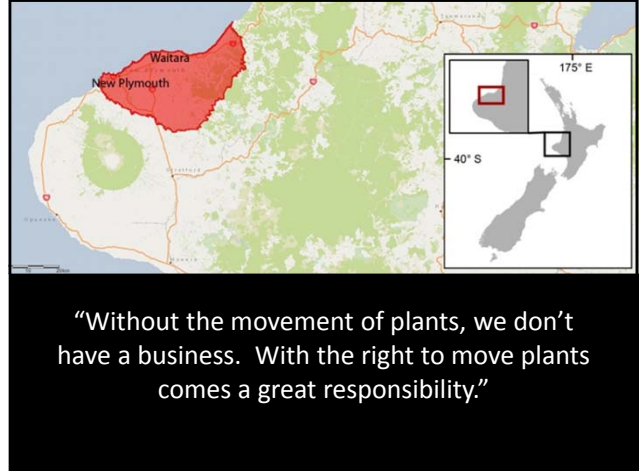 Waitara
New Plymouth
Stratford
175° E
40° S
“Without the movement of plants, we don’t
have a business.  With the right to move plants
comes a great responsibility.”